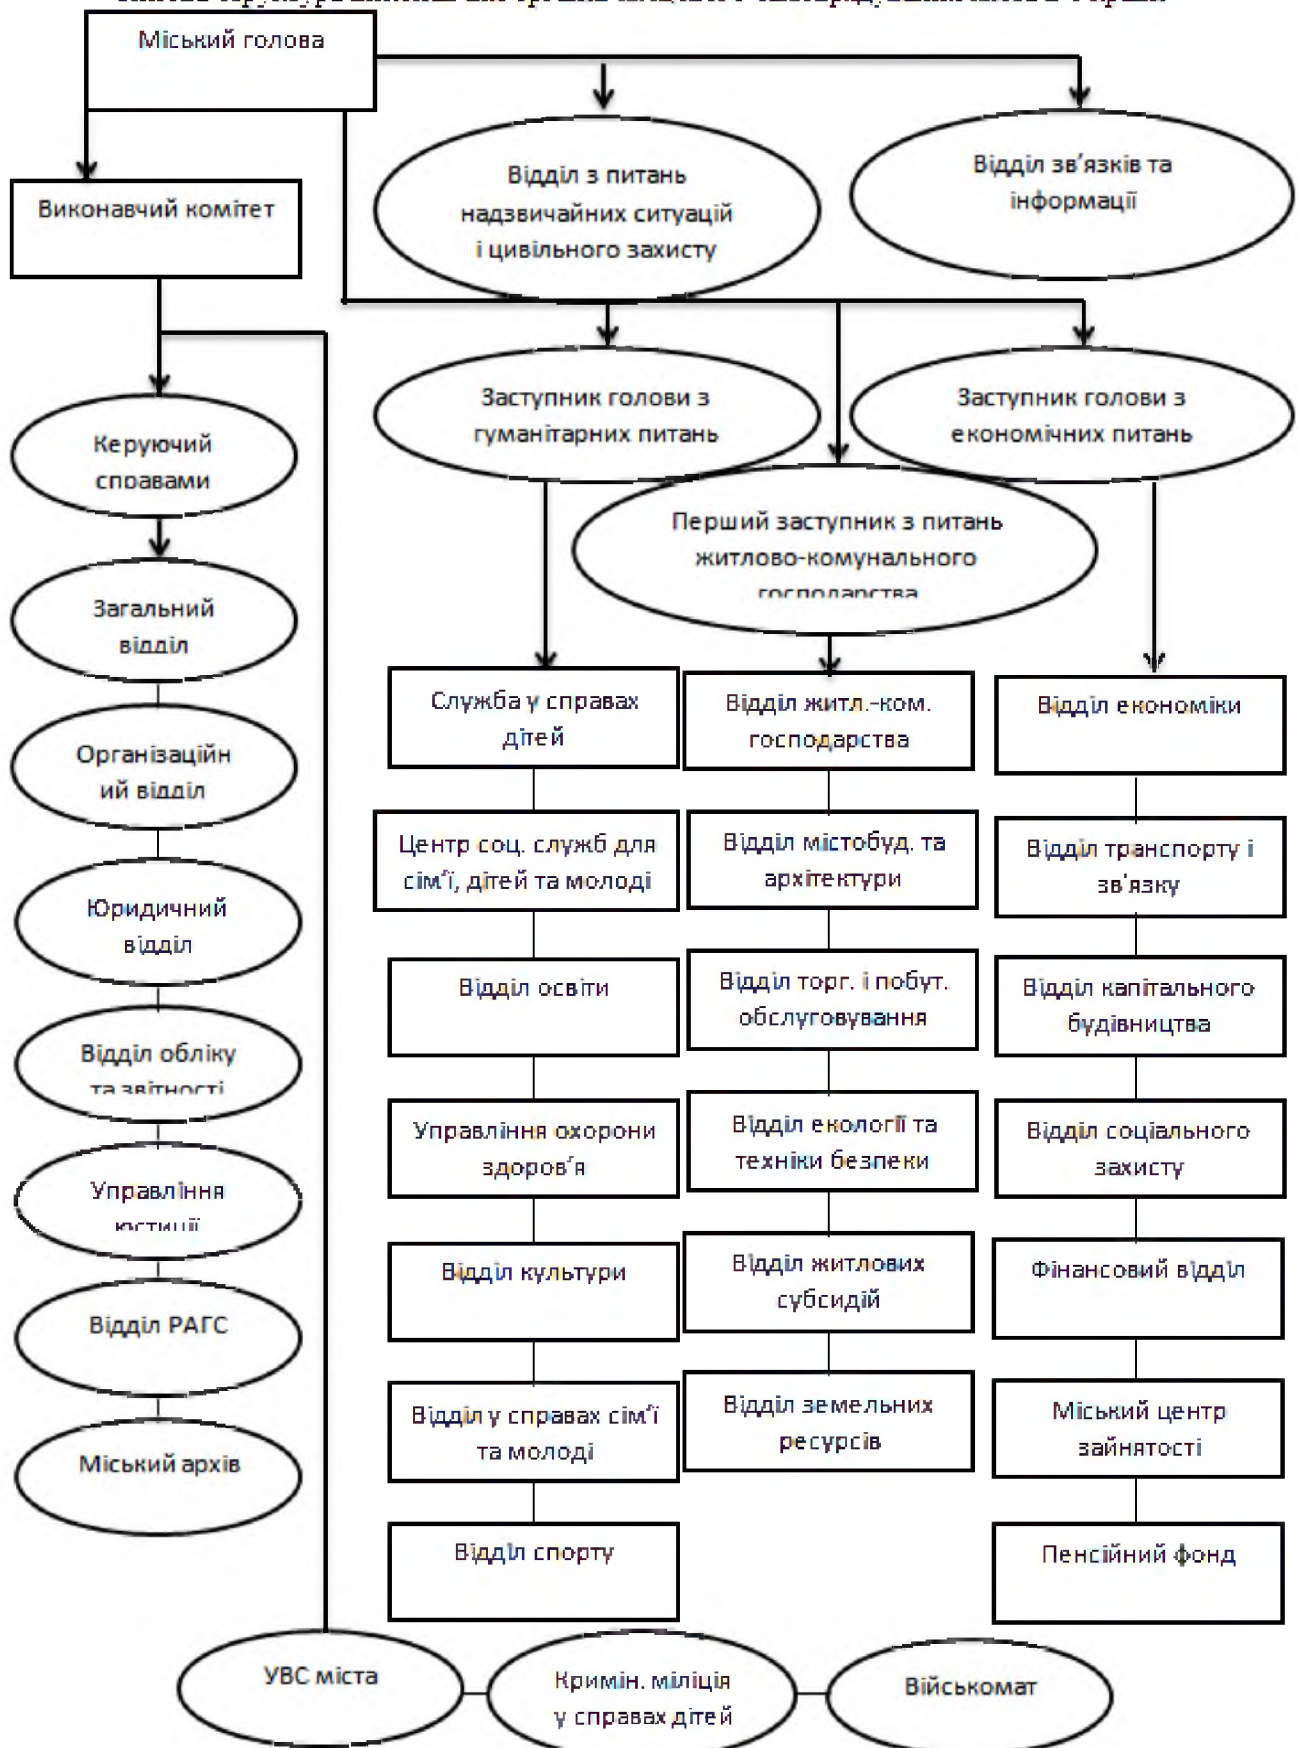 Міський голова
Відділ з питань
надзвичайних ситуацій
і цивільного захисту
Відділ зв'язків та
інформації
Виконавчий комітет
Заступник голови з
гуманітарних питань
Заступник голови з
економічних питань
Керуючий
справами
Перший заступник з питань
житлово-комунального
господарства
Загальний
відділ
Організаційн
ий відділ
Юридичний
відділ
Відділ обліку
та звітності
Управління
юстиції
Відділ РАГС
Міський архів
Служба у справах
дітей
Центр соц. служб для
сім'ї, дітей та молоді
Відділ освіти
Управління охорони
здоров'я
Відділ культури
Відділ у справах сім'ї
та молоді
Відділ спорту
Відділ житл.-ком.
господарства
Відділ містобуд. та
архітектури
Відділ торг. і побут.
обслуговування
Відділ екології та
техніки безпеки
Відділ житлових
субсидій
Відділ земельних
ресурсів
Відділ економіки
Відділ транспорту і
зв'язку
Відділ капітального
будівництва
Відділ соціального
захисту
Фінансовий відділ
Міський центр
зайнятості
Пенсійний фонд
УВС міста
Кримін. міліція
у справах дітей
Військомат